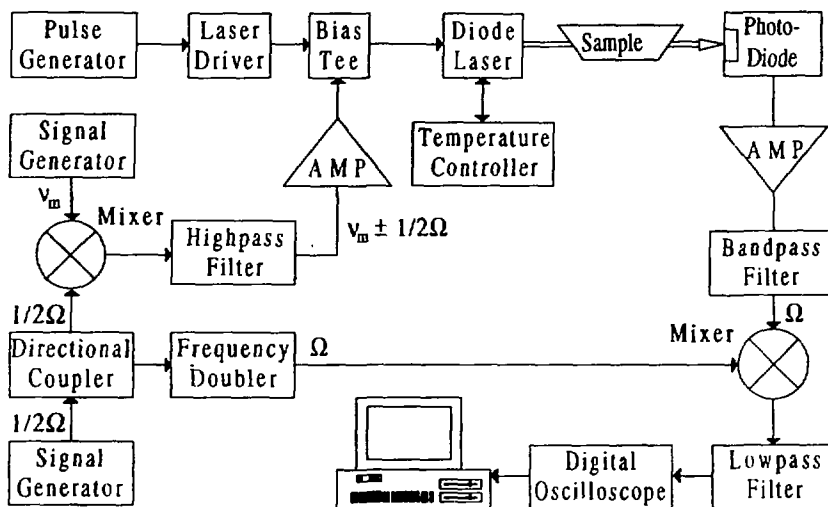 Pulse
Generator
Laser
Driver
Bias
Tee
Diode
Laser
Sample
Photo-
Diode
Signal
Generator
AMP
Temperature
Controller
AMP
νm
Mixer
Highpass
Filter
νm ± 1/2Ω
Bandpass
Filter
1/2Ω
Ω
Directional
Coupler
Frequency
Doubler
Ω
Mixer
1/2Ω
Signal
Generator
Digital
Oscilloscope
Lowpass
Filter